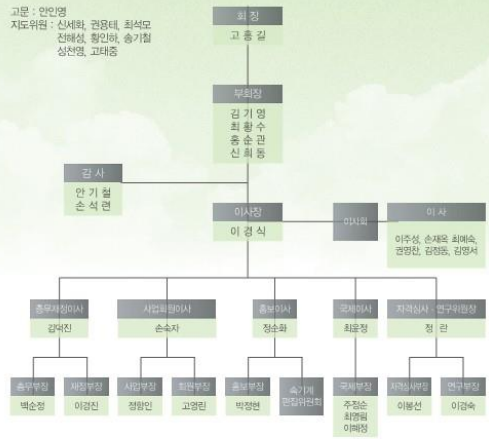 고문 : 안인영
지도위원 : 신세화, 권용태, 최석모
전해성, 황인하, 송기철
성천영, 고태중
회 장
고 흥 길
부회장
김 기 영
최 황 수
홍 순 관
신 희 동
감 사
안 기 철
손 석 련
이사장
이 경 식
이사회
이 사
이주성, 손재옥 최예숙,
권영찬, 김정동, 김영서
총무재정이사
김덕진
사업회원이사
손숙자
홍보이사
정순화
국제이사
최윤정
자격심사 · 연구위원장
정 란
총무부장
백순정
재정부장
이경진
사업부장
정함인
회원부장
고영린
홍보부장
박정현
속기계
편집위원회
국제부장
주정순
최영림
이해정
자격심사부장
이봉선
연구부장
이경숙